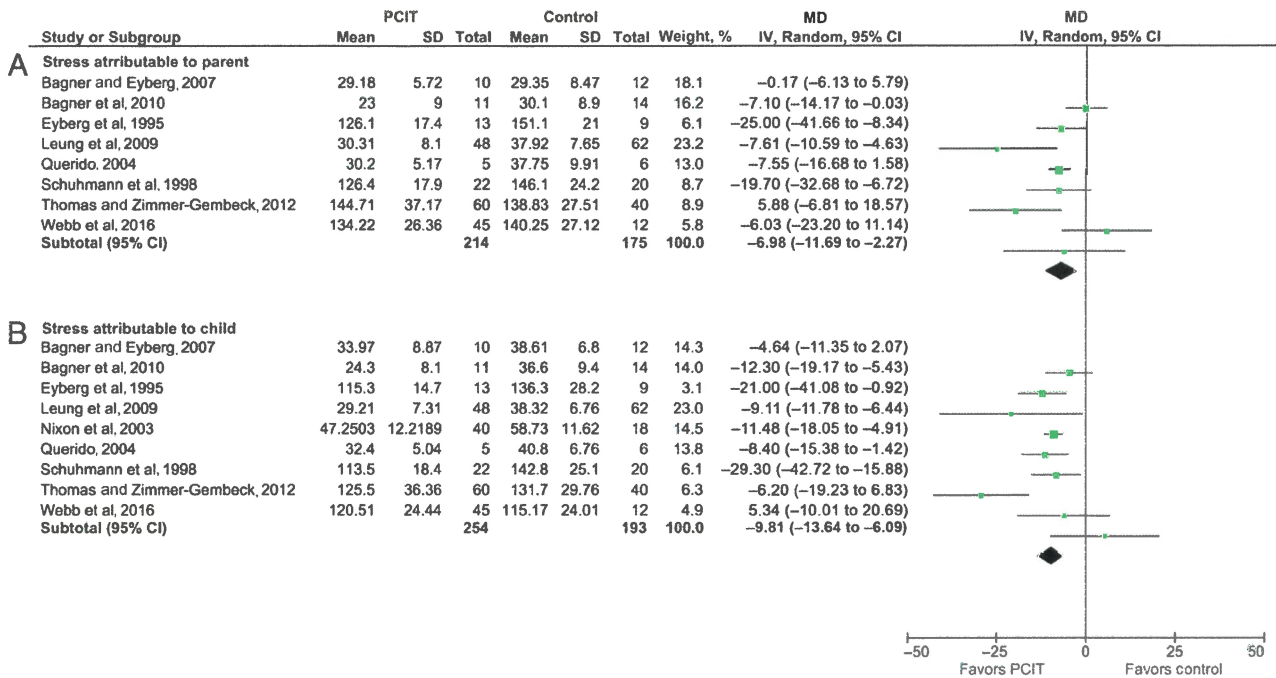 PCIT Control MD MD
Study or Subgroup Mean SD Total Mean SD Total Weight, % IV, Random, 95% CI IV, Random, 95% CI
A Stress atrributable to parent
Bagner and Eyberg, 2007 29.18 5.72 10 29.35 8.47 12 18.1 −0.17 (−6.13 to 5.79)
Bagner et al, 2010 23 9 11 30.1 8.9 14 16.2 −7.10 (−14.17 to −0.03)
Eyberg et al, 1995 126.1 17.4 13 151.1 21 9 6.1 −25.00 (−41.66 to −8.34)
Leung et al, 2009 30.31 8.1 48 37.92 7.65 62 23.2 −7.61 (−10.59 to −4.63)
Querido. 2004 30.2 5.17 5 37.75 9.91 6 13.0 −7.55 (−16.68 to 1.58)
Schuhmann et al, 1998 126.4 17.9 22 146.1 24.2 20 8.7 −19.70 (−32.68 to −6.72)
Thomas and Zimmer-Gembeck, 2012 144.71 37.17 60 138.83 27.51 40 8.9 5.88 (−6.81 to 18.57)
Webb et al, 2016 134.22 26.36 45 140.25 27.12 12 5.8 −6.03 (−23.20 to 11.14)
Subtotal (95% CI) 214 175 100.0 −6.98 (−11.69 to −2.27)
B Stress attributable to child
Bagner and Eyberg, 2007 33.97 8.87 10 38.61 6.8 12 14.3 −4.64 (−11.35 to 2.07)
Bagner et al, 2010 24.3 8.1 11 36.6 9.4 14 14.0 −12.30 (−19.17 to −5.43)
Eyberg et al, 1995 115.3 14.7 13 136.3 28.2 9 3.1 −21.00 (−41.08 to −0.92)
Leung et al, 2009 29.21 7.31 48 38.32 6.76 62 23.0 −9.11 (−11.78 to −6.44)
Nixon et al, 2003 47.2503 12.2189 40 58.73 11.62 18 14.5 −11.48 (−18.05 to −4.91)
Querido, 2004 32.4 5.04 5 40.8 6.76 6 13.8 −8.40 (−15.38 to −1.42)
Schuhmann et al, 1998 113.5 18.4 22 142.8 25.1 20 6.1 −29.30 (−42.72 to −15.88)
Thomas and Zimmer-Gembeck, 2012 125.5 36.36 60 131.7 29.76 40 6.3 −6.20 (−19.23 to 6.83)
Webb et al, 2016 120.51 24.44 45 115.17 24.01 12 4.9 5.34 (−10.01 to 20.69)
Subtotal (95% CI) 254 193 100.0 −9.81 (−13.64 to −6.09)
−50 −25 0 25 50
Favors PCIT Favors control